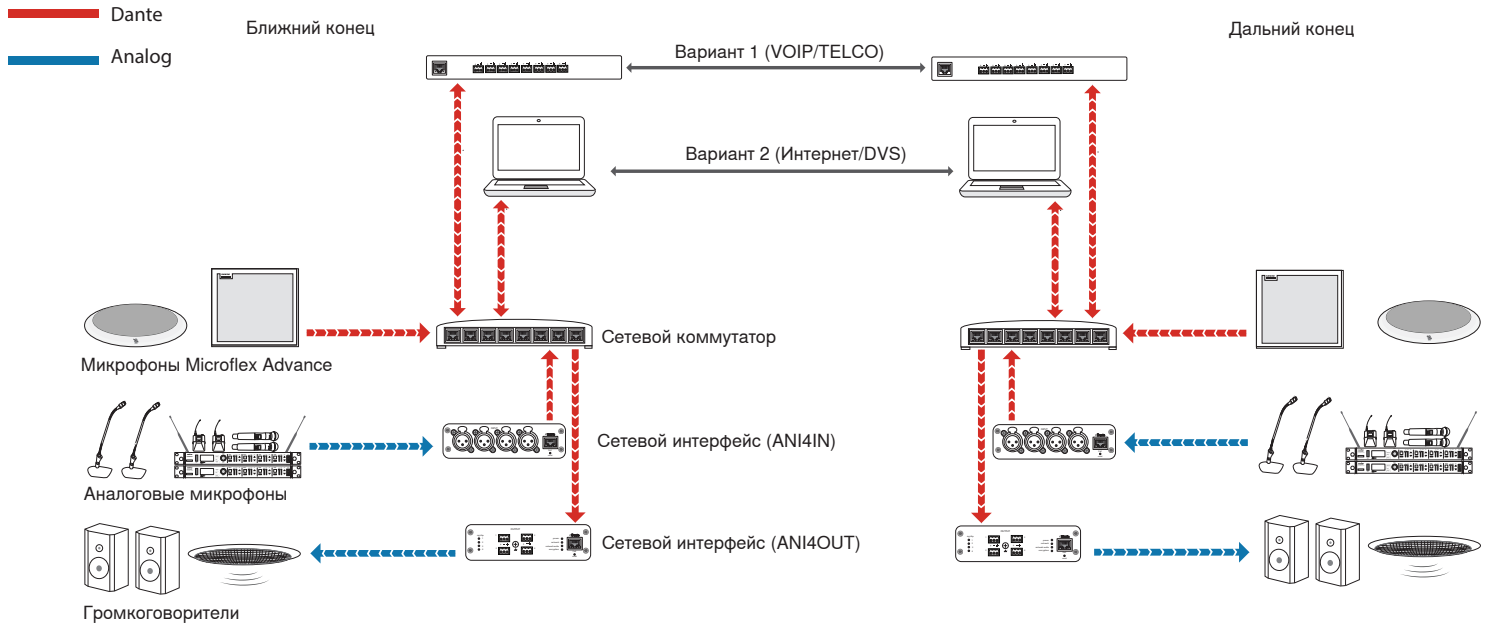 Dante
Analog
Ближний конец
Дальний конец
Вариант 1 (VOIP/TELCO)
Вариант 2 (Интернет/DVS)
Сетевой коммутатор
Микрофоны Microflex Advance
Сетевой интерфейс (ANI4IN)
Аналоговые микрофоны
Сетевой интерфейс (ANI4OUT)
Громкоговорители